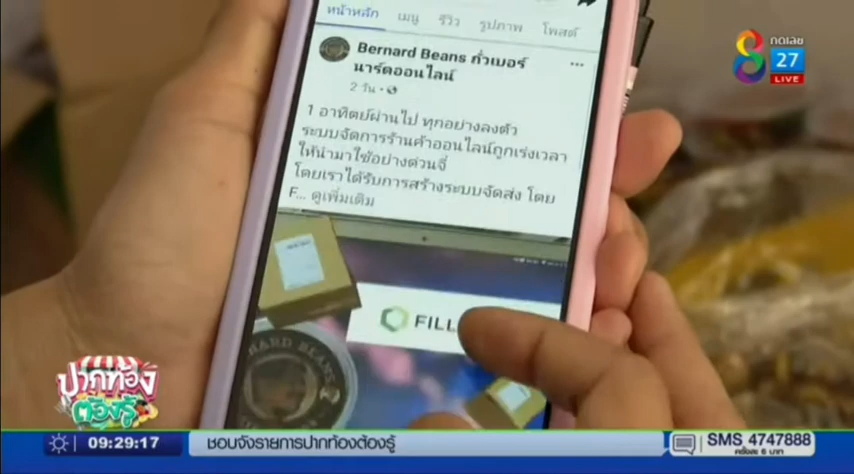 หน้าหลัก เมนู รีวิว รูปภาพ โพสต์
Bernard Beans ถั่วเบอร์
นาร์ดออนไลน์
2 วัน
1 อาทิตย์ผ่านไป ทุกอย่างลงตัว
ระบบจัดการร้านค้าออนไลน์ถูกเร่งเวลา
ให้นำมาใช้อย่างด่วนจี่
โดยเราได้รับการสร้างระบบจัดส่ง โดย
F... ดูเพิ่มเติม
FILL
BERNARD BEANS
8
กดเลข
27
LIVE
ปากท้อง
ต้องรู้
09:29:17
ชอบจังรายการปากท้องต้องรู้
SMS 4747888
ครั้งละ 6 บาท